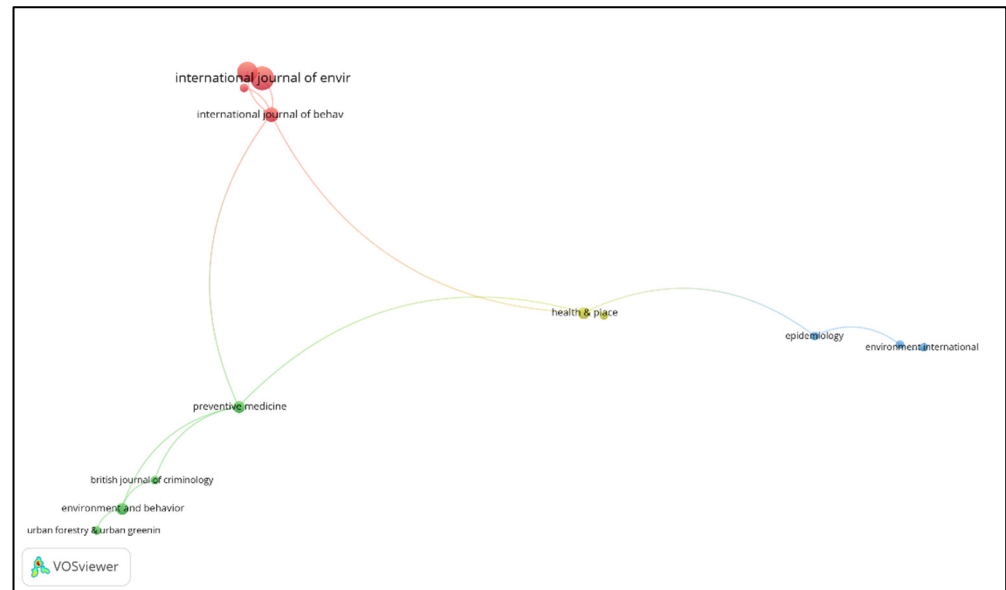 international journal of envir
international journal of behav
health & place
epidemiology
environment international
preventive medicine
british journal of criminology
environment and behavior
urban forestry & urban greenin
VOSviewer